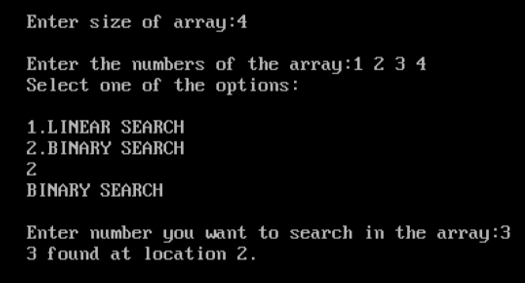 Enter size of array:4
Enter the numbers of the array:1 2 3 4
Select one of the options:
1.LINEAR SEARCH
2.BINARY SEARCH
2
BINARY SEARCH
Enter number you want to search in the array:3
3 found at location 2.